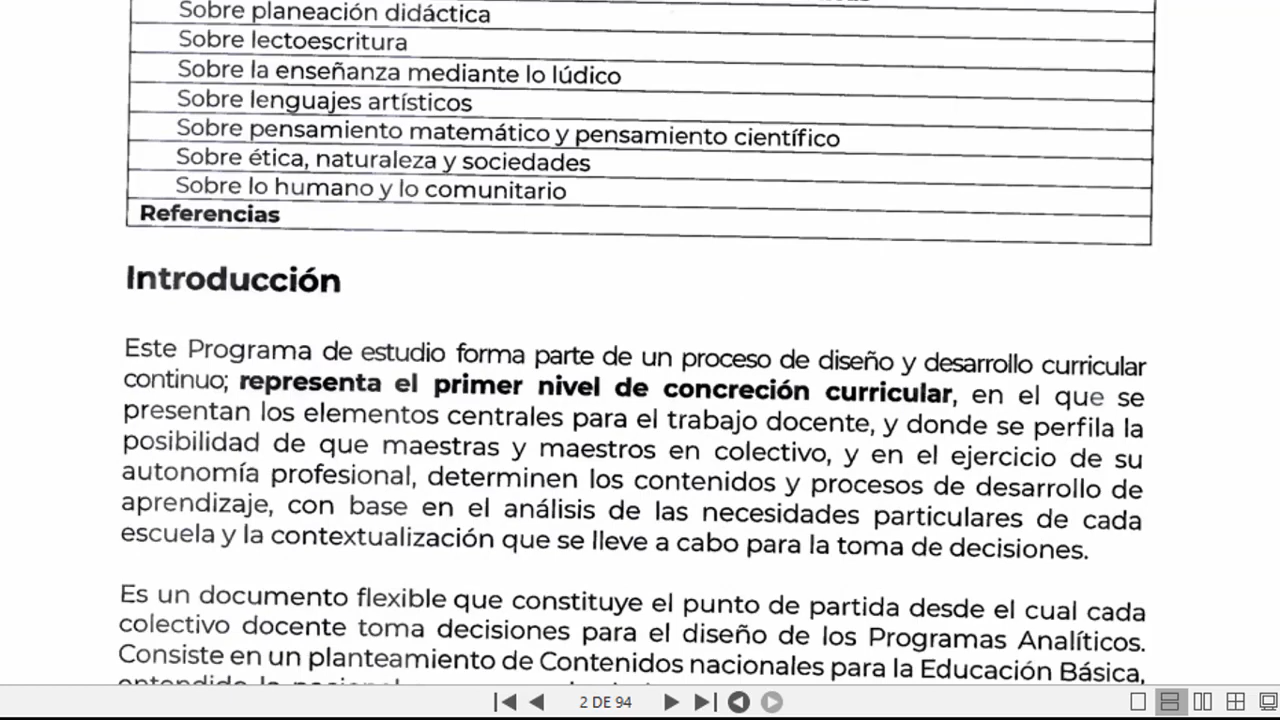 Sobre planeación didáctica
Sobre lectoescritura
Sobre la enseñanza mediante lo lúdico
Sobre lenguajes artísticos
Sobre pensamiento matemático y pensamiento científico
Sobre ética, naturaleza y sociedades
Sobre lo humano y lo comunitario
Referencias
Introducción
Este Programa de estudio forma parte de un proceso de diseño y desarrollo curricular
continuo; representa el primer nivel de concreción curricular, en el que se
presentan los elementos centrales para el trabajo docente, y donde se perfila la
posibilidad de que maestras y maestros en colectivo, y en el ejercicio de su
autonomía profesional, determinen los contenidos y procesos de desarrollo de
aprendizaje, con base en el análisis de las necesidades particulares de cada
escuela y la contextualización que se lleve a cabo para la toma de decisiones.
Es un documento flexible que constituye el punto de partida desde el cual cada
colectivo docente toma decisiones para el diseño de los Programas Analíticos.
Consiste en un planteamiento de Contenidos nacionales para la Educación Básica,
2 DE 94